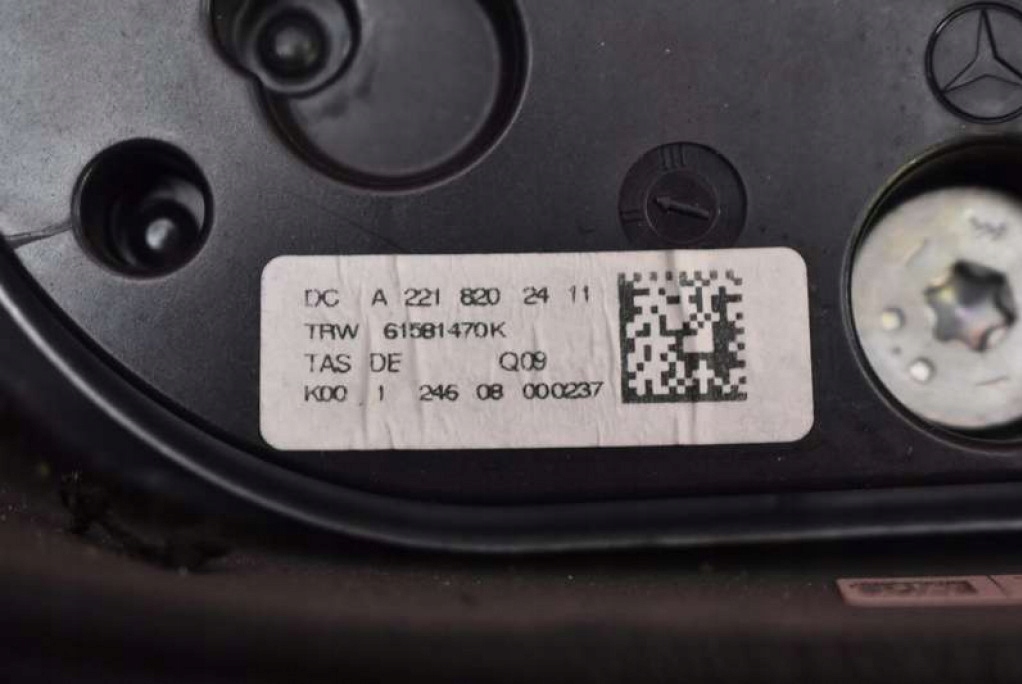 DC A 221 820 24 11
TRW 61581470K
TAS DE Q09
K00 1 246 08 000237